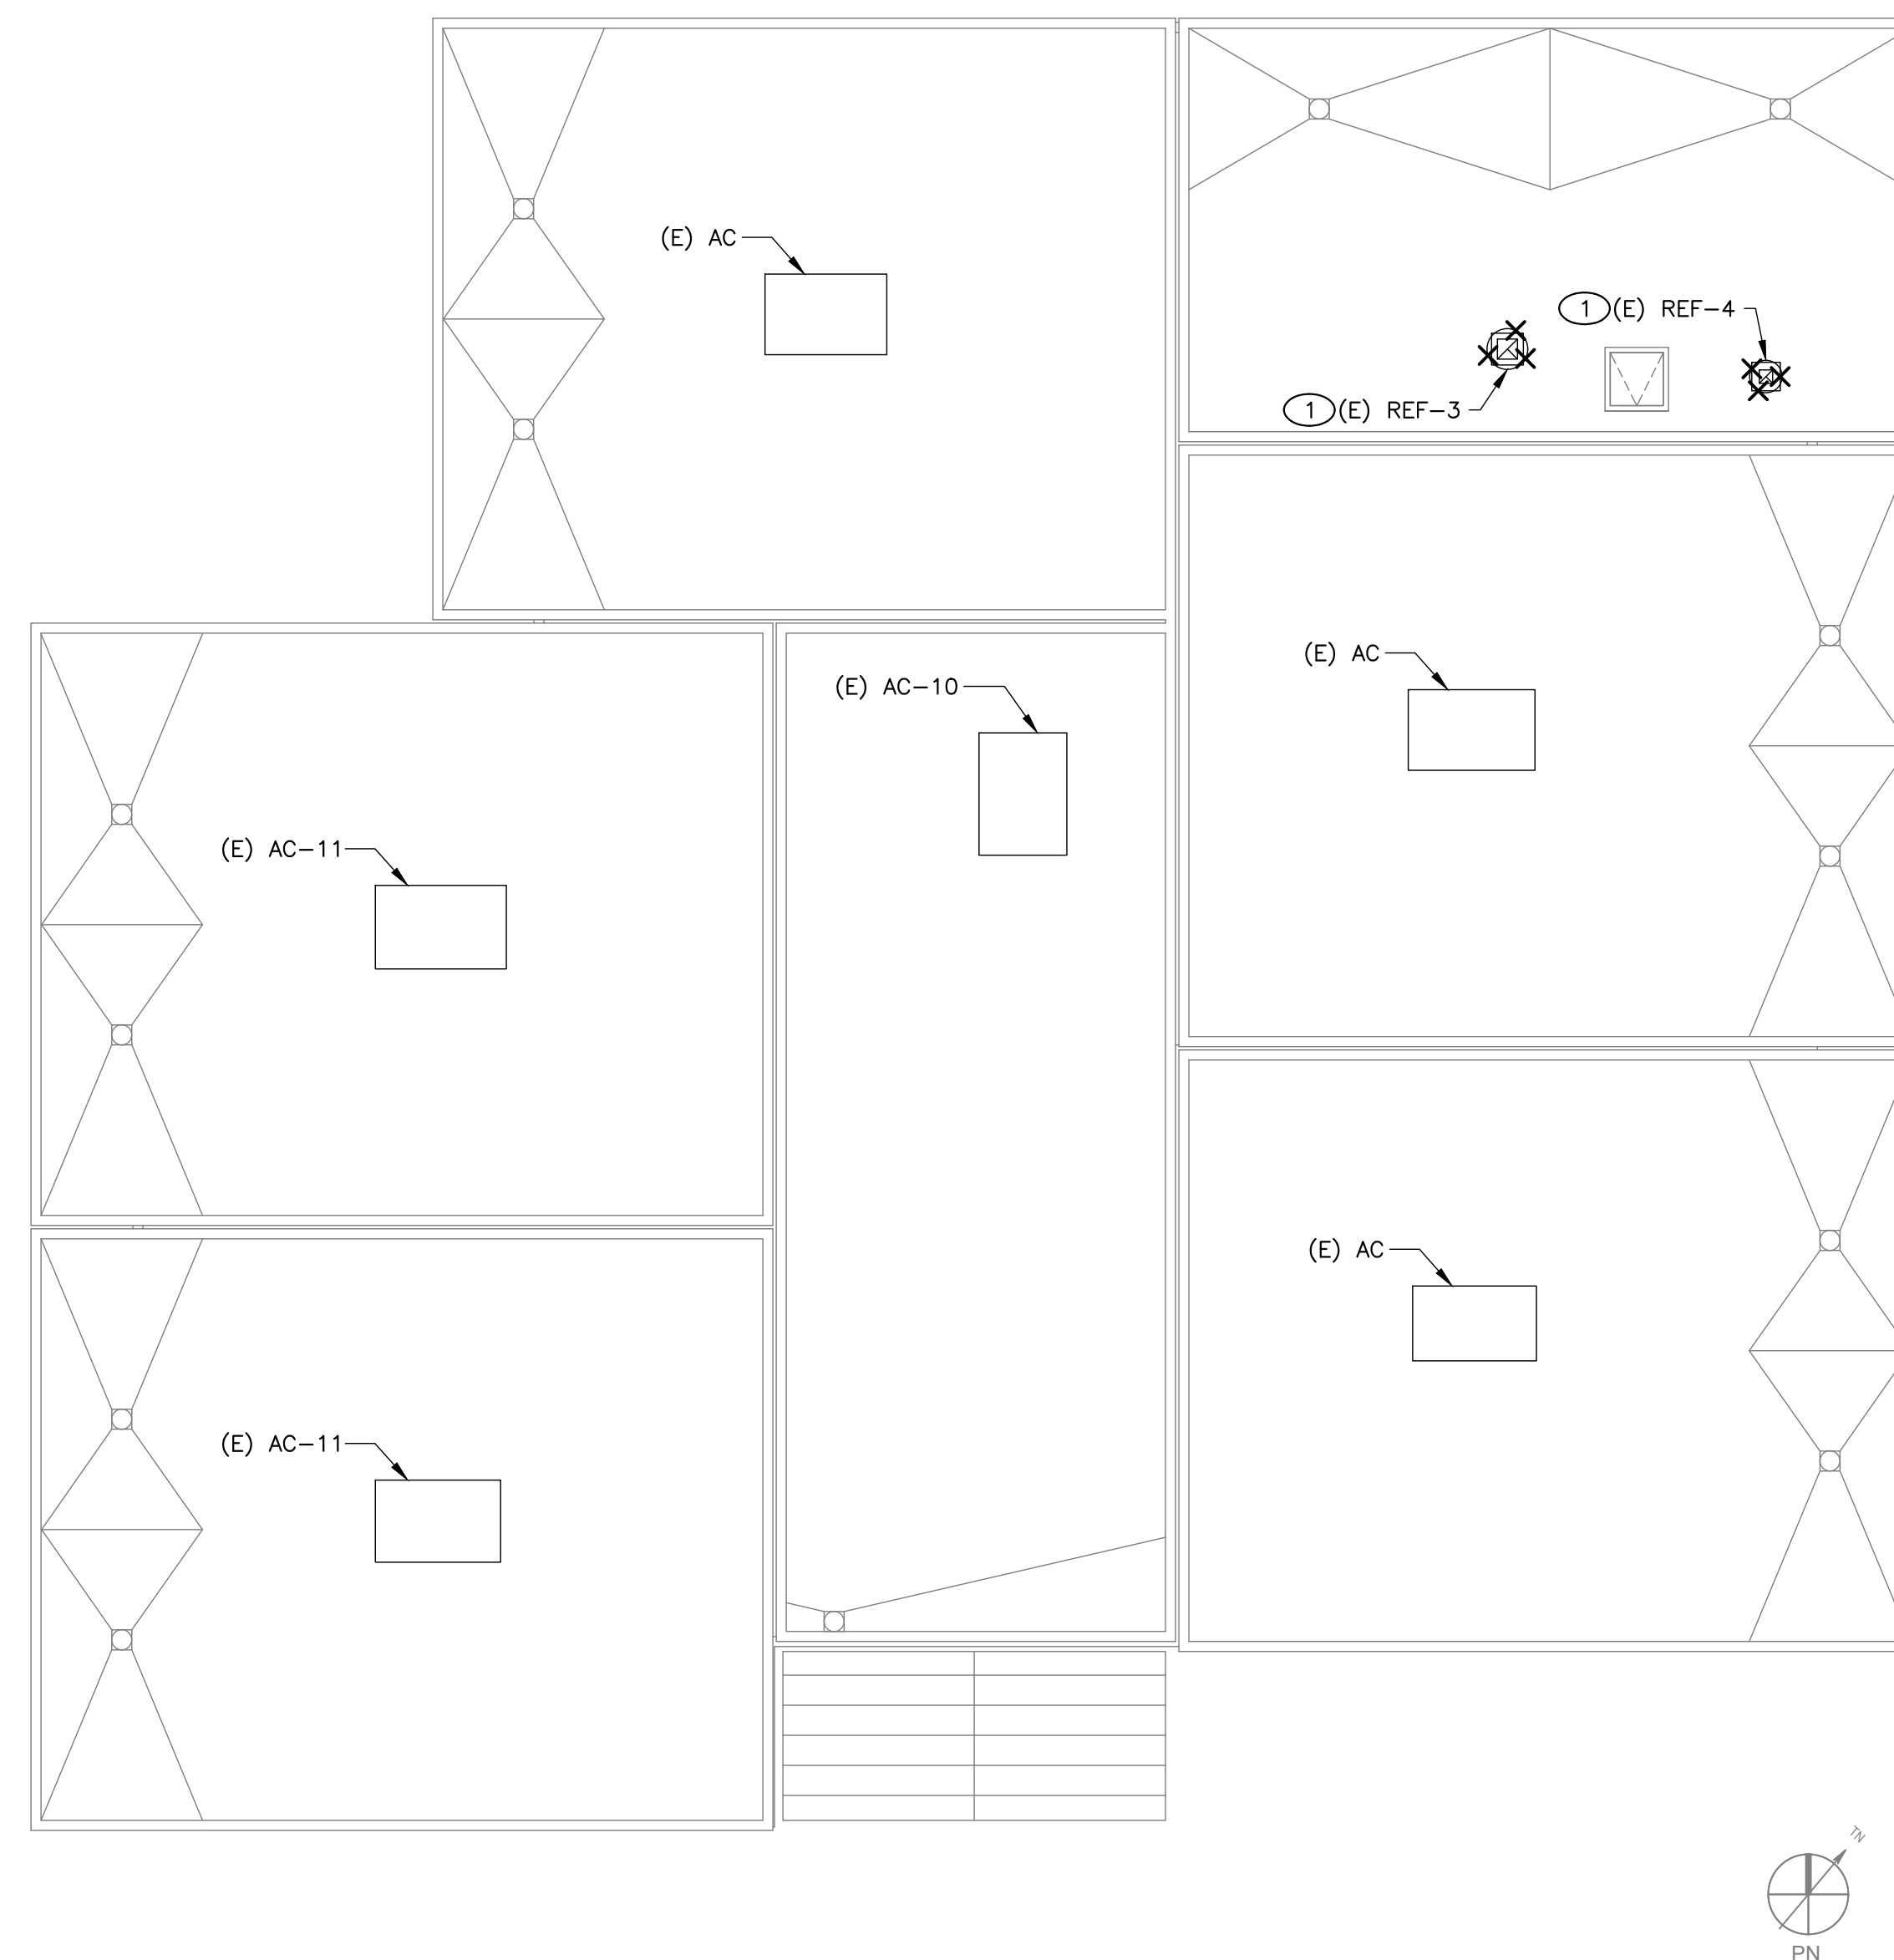 (E) AC
1 (E) REF-4
1 (E) REF-3
(E) AC
(E) AC-10
(E) AC-11
(E) AC
(E) AC-11
TN
PN